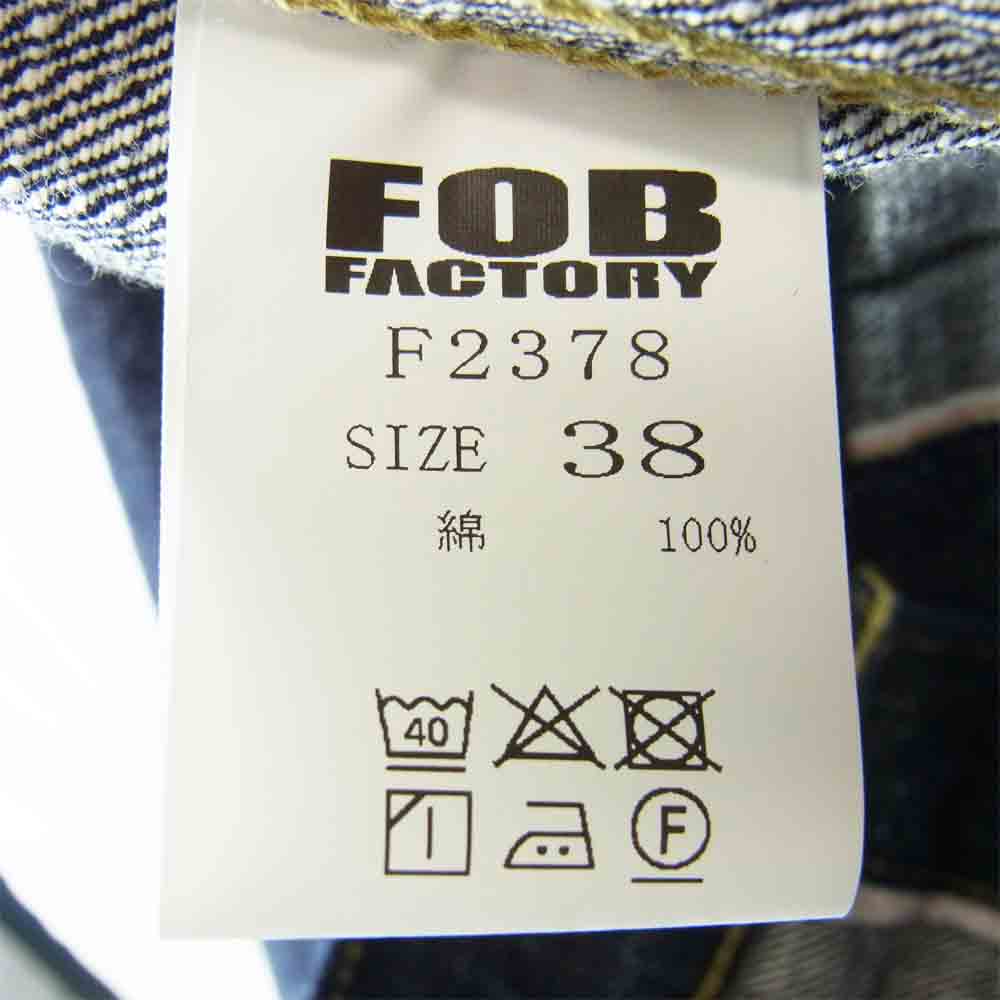 FOB
FACTORY
F2378
SIZE 38
綿 100%
40
F